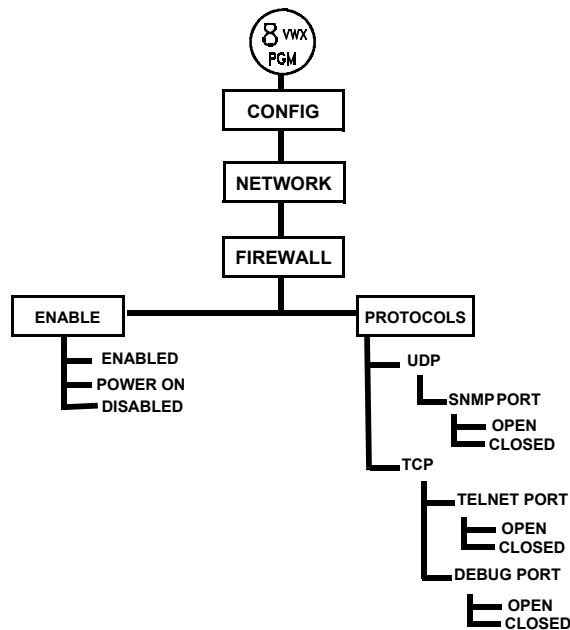 8 VWX
PGM
CONFIG
NETWORK
FIREWALL
ENABLE
ENABLED
POWER ON
DISABLED
PROTOCOLS
UDP
SNMP PORT
OPEN
CLOSED
TCP
TELNET PORT
OPEN
CLOSED
DEBUG PORT
OPEN
CLOSED